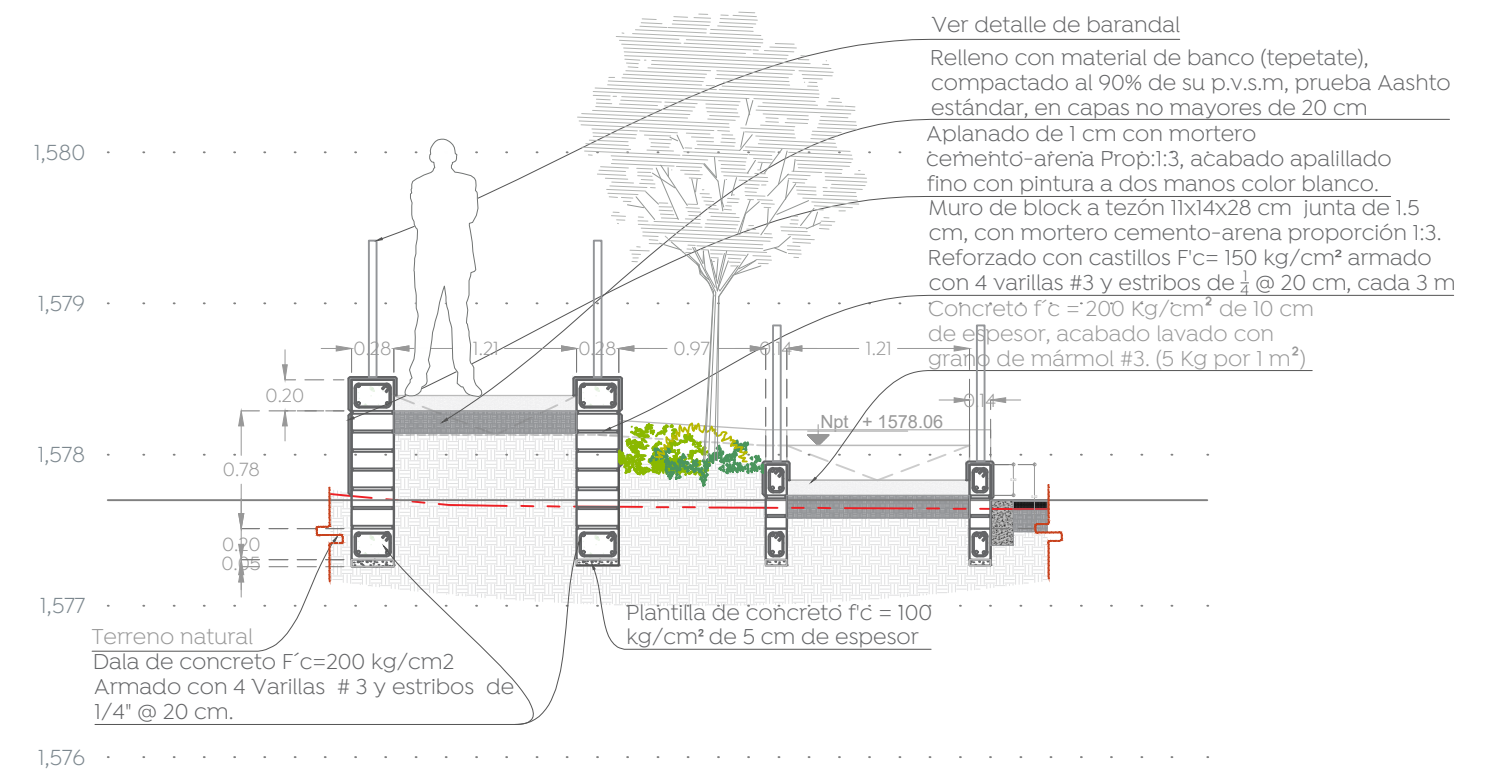 Ver detalle de barandal
Relleno con material de banco (tepetate),
compactado al 90% de su p.v.s.m, prueba Aashto
estándar, en capas no mayores de 20 cm
Aplanado de 1 cm con mortero
cemento-arena Prop:1:3, acabado apalillado
fino con pintura a dos manos color blanco.
Muro de block a tezón 11x14x28 cm junta de 1.5
cm, con mortero cemento-arena proporción 1:3.
Reforzado con castillos F'c= 150 kg/cm² armado
con 4 varillas #3 y estribos de 1/4 @ 20 cm, cada 3 m
Concreto f´c = 200 Kg/cm² de 10 cm
de espesor, acabado lavado con
grano de mármol #3. (5 Kg por 1 m²)
1,580
1,579
0.28
1.21
0.28
0.97
0.14
1.21
0.20
0.14
Npt + 1578.06
1,578
0.78
0.20
0.05
1,577
Terreno natural
Dala de concreto F´c=200 kg/cm2
Armado con 4 Varillas # 3 y estribos de
1/4" @ 20 cm.
Plantilla de concreto f'c = 100
kg/cm² de 5 cm de espesor
1,576